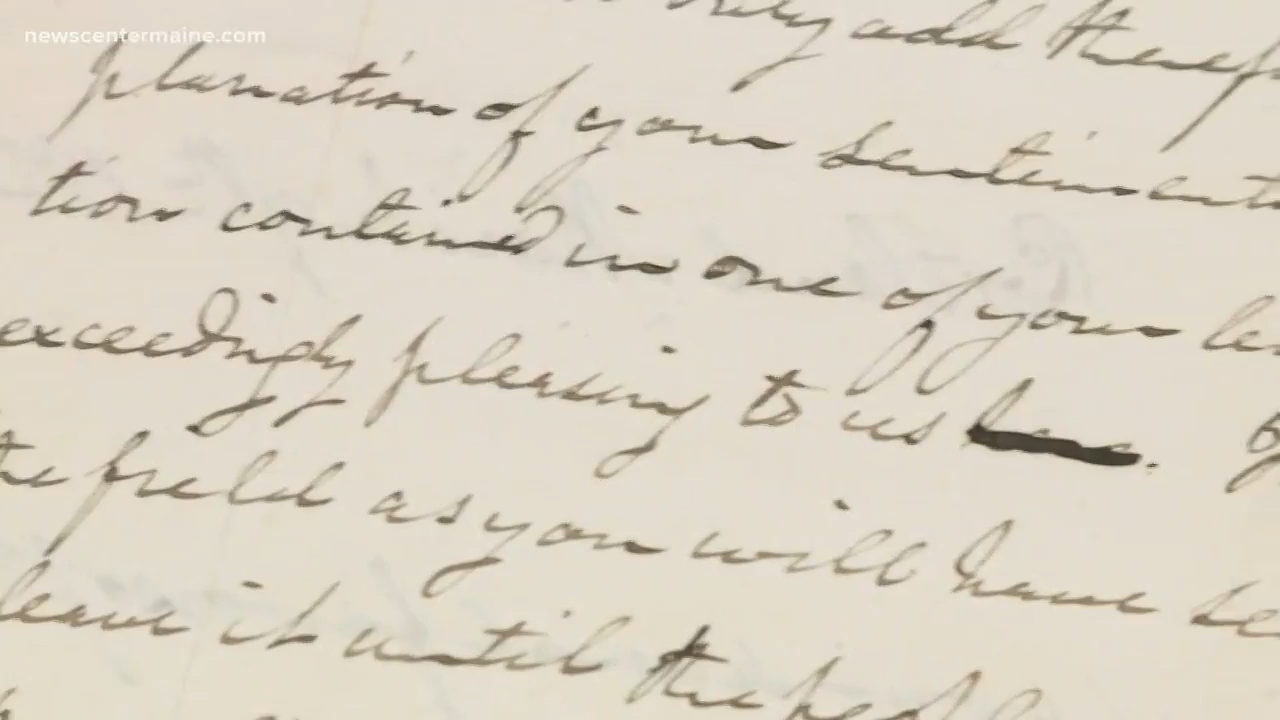 newscentermaine.com
only add
planation of your sentiments
tion contained in one of your
exceedingly pleasing to us
the field as you will have
leave it until the